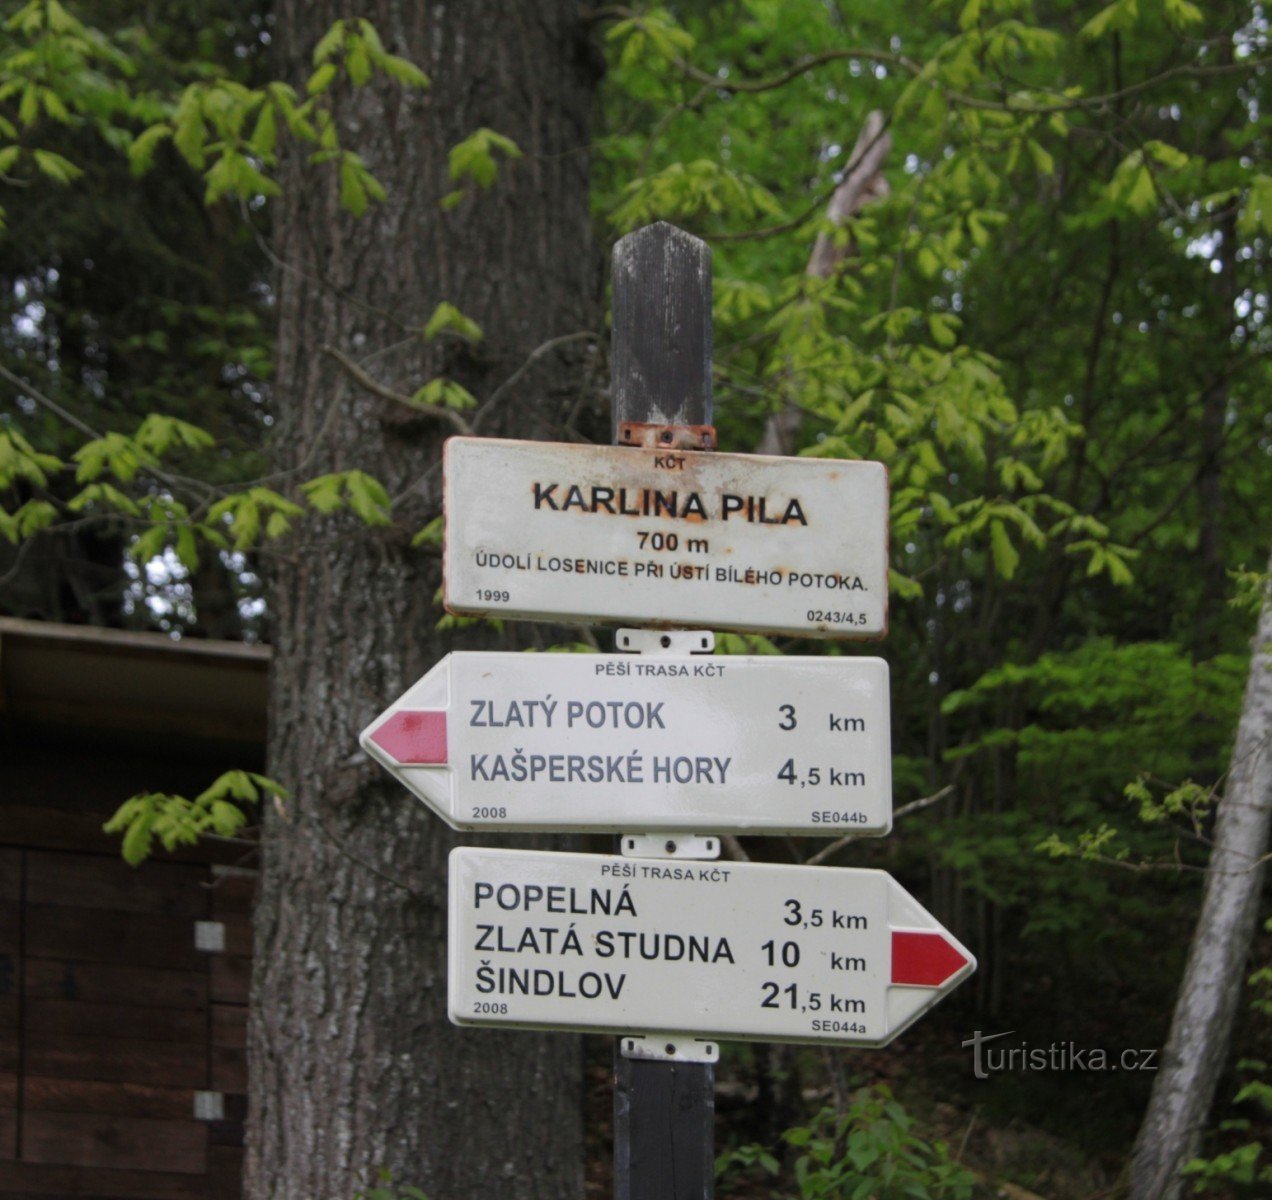 KČT
KARLINA PILA
700 m
ÚDOLÍ LOSENICE PŘI ÚSTÍ BÍLÉHO POTOKA.
1999 0243/4,5
PĚŠÍ TRASA KČT
ZLATÝ POTOK 3 km
KAŠPERSKÉ HORY 4,5 km
2008 SE044b
PĚŠÍ TRASA KČT
POPELNÁ 3,5 km
ZLATÁ STUDNA 10 km
ŠINDLOV 21,5 km
2008 SE044a
Turistika.cz